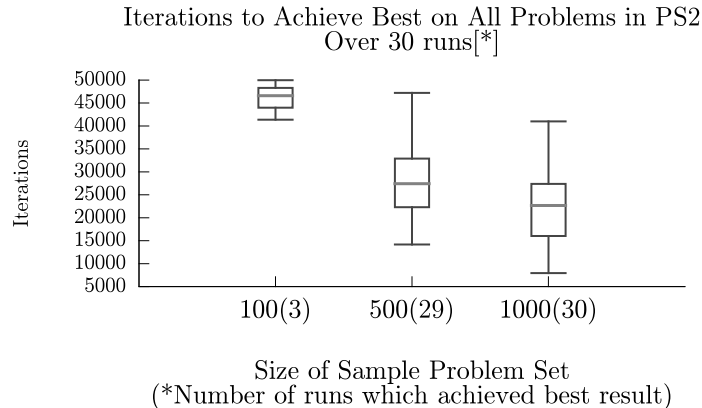 Iterations to Achieve Best on All Problems in PS2
Over 30 runs[*]
50000
45000
40000
35000
30000
25000
20000
15000
10000
5000
Iterations
100(3)
500(29)
1000(30)
Size of Sample Problem Set
(*Number of runs which achieved best result)